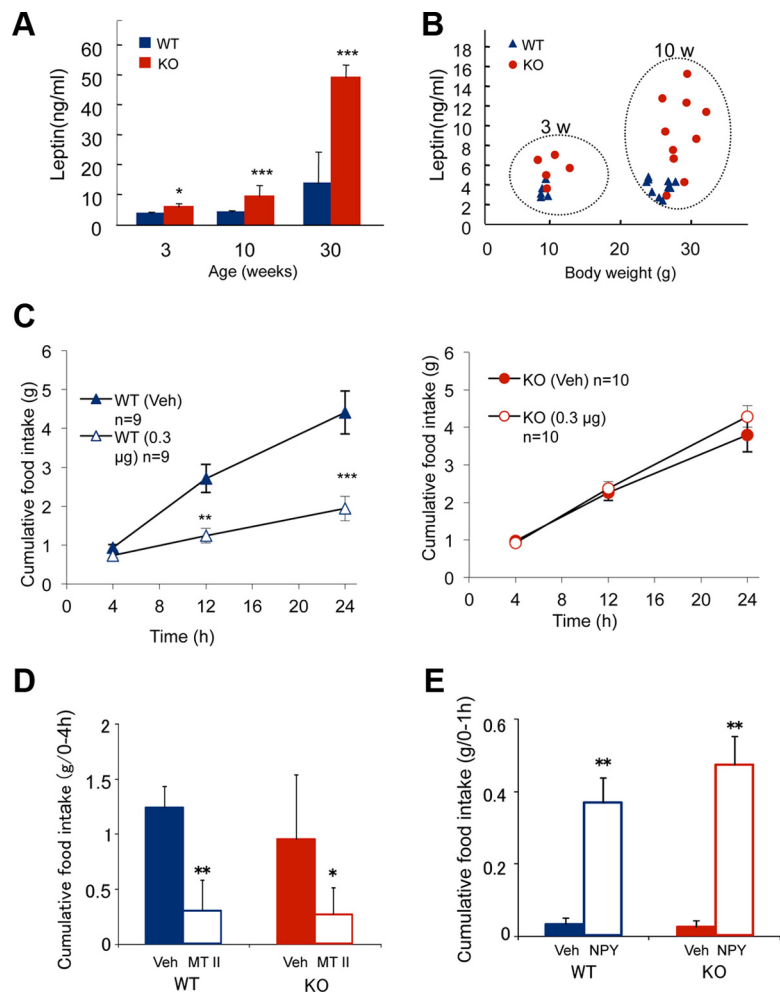 A
WT
KO
***
***
*
Leptin(ng/ml)
60
50
40
30
20
10
0
3 10 30
Age (weeks)
B
WT
KO
10 w
3 w
Leptin(ng/ml)
18
16
14
12
10
8
6
4
2
0 10 20 30
Body weight (g)
C
Cumulative food intake (g)
6
5
4
3
2
1
0
WT (Veh)
n=9
WT (0.3
µg) n=9
**
***
0 4 8 12 16 20 24
Time (h)
Cumulative food intake (g)
6
5
4
3
2
1
0
KO (Veh) n=10
KO (0.3 µg)
n=10
0 4 8 12 16 20 24
Time (h)
D
Cumulative food intake (g/0-4h)
2
1.5
1
0.5
0
**
*
Veh MT II Veh MT II
WT KO
E
Cumulative food intake (g/0-1h)
0.6
0.4
0.2
0
**
**
Veh NPY Veh NPY
WT KO